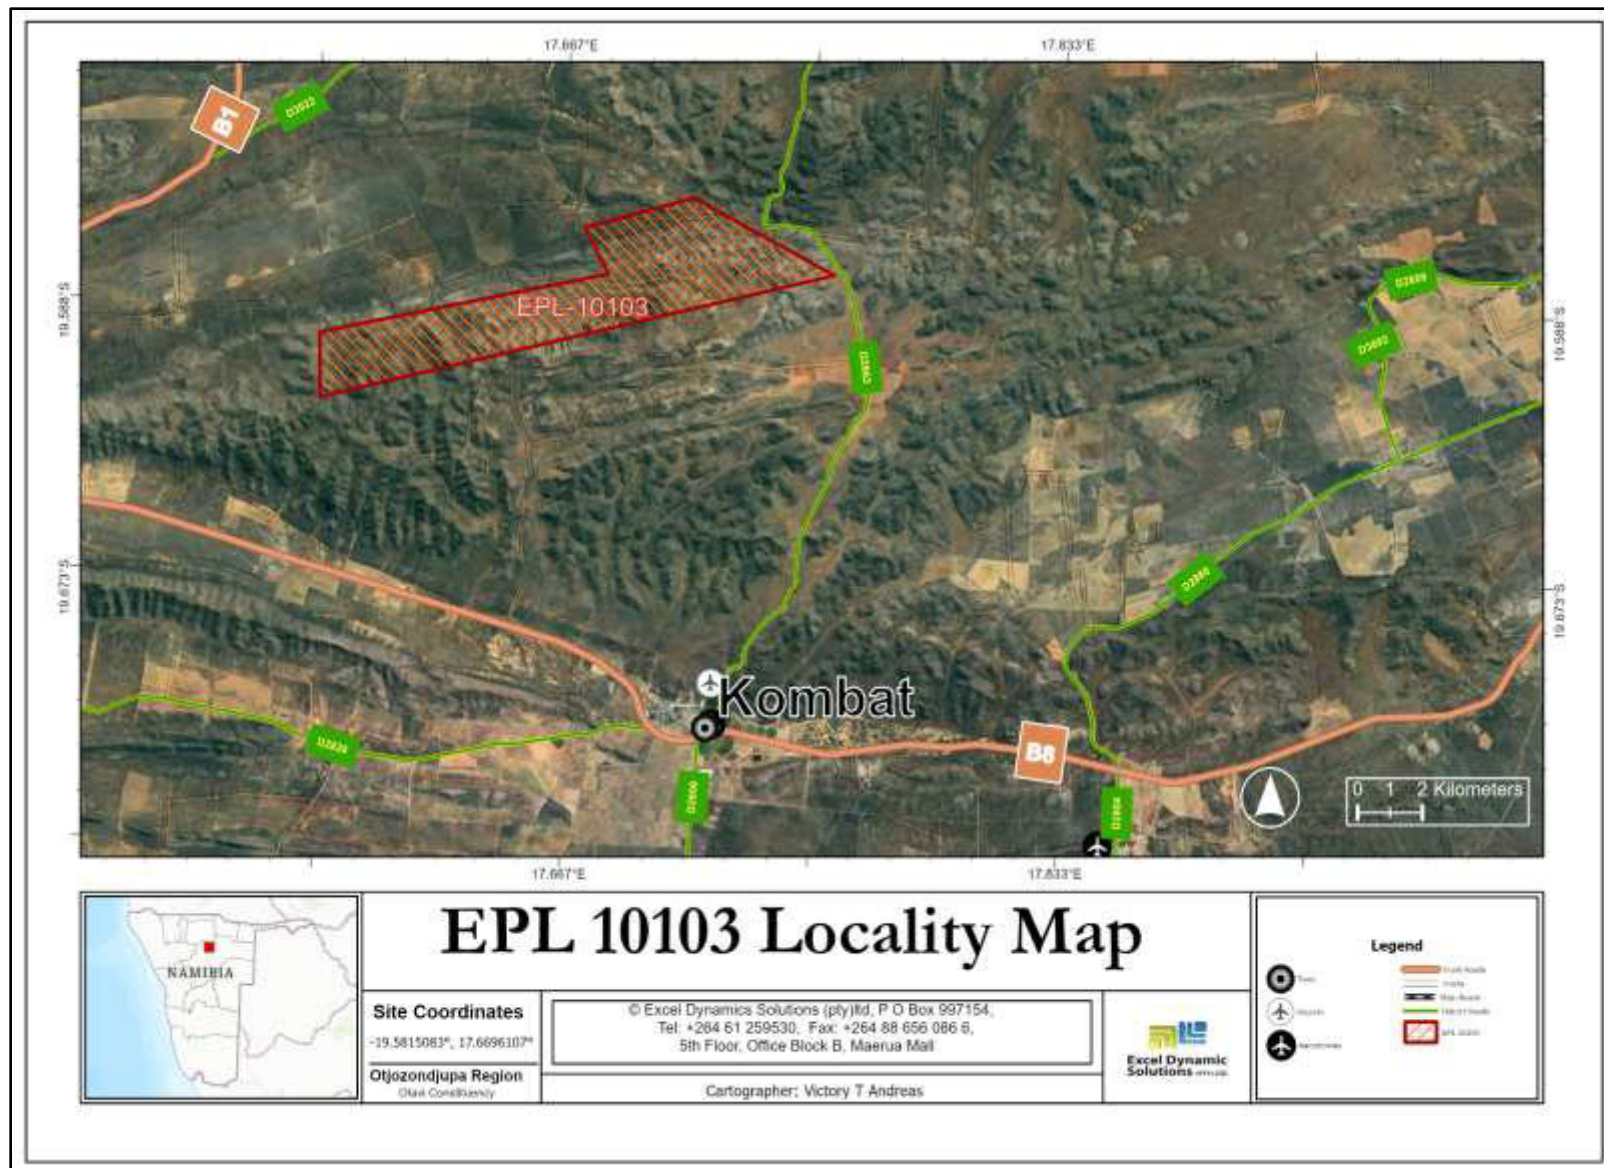 17.667°E 17.833°E
B1
D3022
19.588°S
EPL-10103
19.588°S
19.673°S
19.673°S
Kombat
B8
0 1 2 Kilometers
17.667°E 17.833°E
NAMIBIA
EPL 10103 Locality Map
Site Coordinates
-19.5815083°, 17.6696107°
Otjozondjupa Region
Otavi Constituency
© Excel Dynamics Solutions (pty)ltd, P O Box 997154,
Tel: +264 61 259530, Fax: +264 88 656 086 6,
5th Floor, Office Block B, Maerua Mall
Cartographer: Victory T Andreas
Excel Dynamic
Solutions
Legend